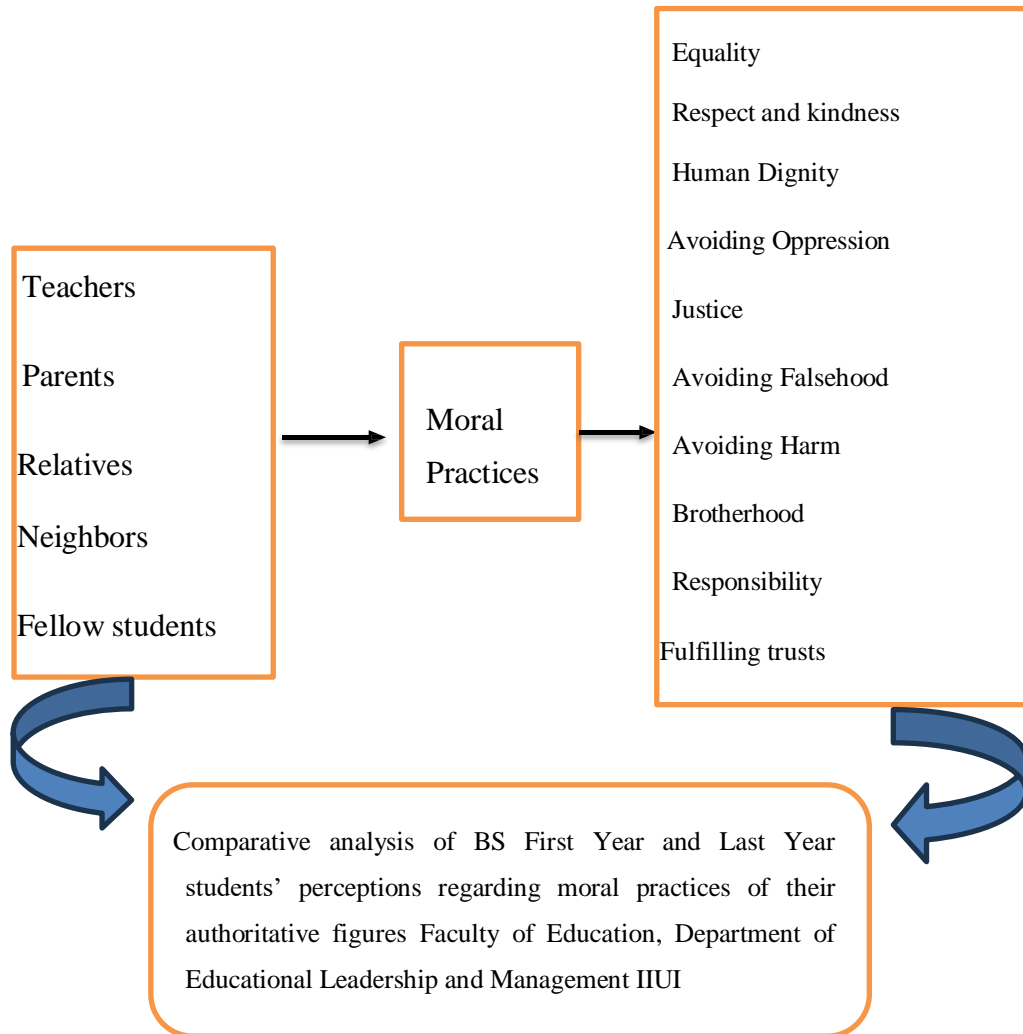 Teachers
Parents
Relatives
Neighbors
Fellow students
Moral
Practices
Equality
Respect and kindness
Human Dignity
Avoiding Oppression
Justice
Avoiding Falsehood
Avoiding Harm
Brotherhood
Responsibility
Fulfilling trusts
Comparative analysis of BS First Year and Last Year
students’ perceptions regarding moral practices of their
authoritative figures Faculty of Education, Department of
Educational Leadership and Management IIUI